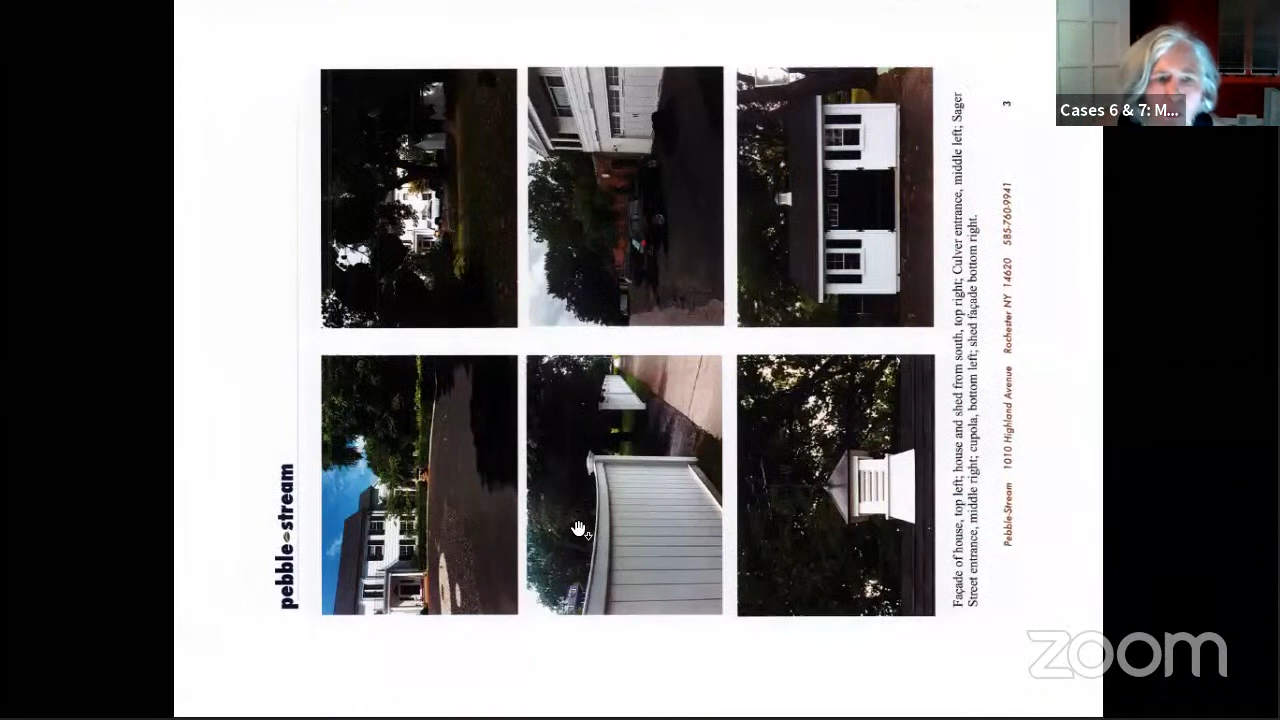 pebble stream
Façade of house, top left; house and shed from south, top right; Culver entrance, middle left; Sager
Street entrance, middle right; cupola, bottom left; shed façade bottom right.
Pebble-Stream 1010 Highland Avenue Rochester NY 14620 585-760-9941
3
Cases 6 & 7: M...
zoom